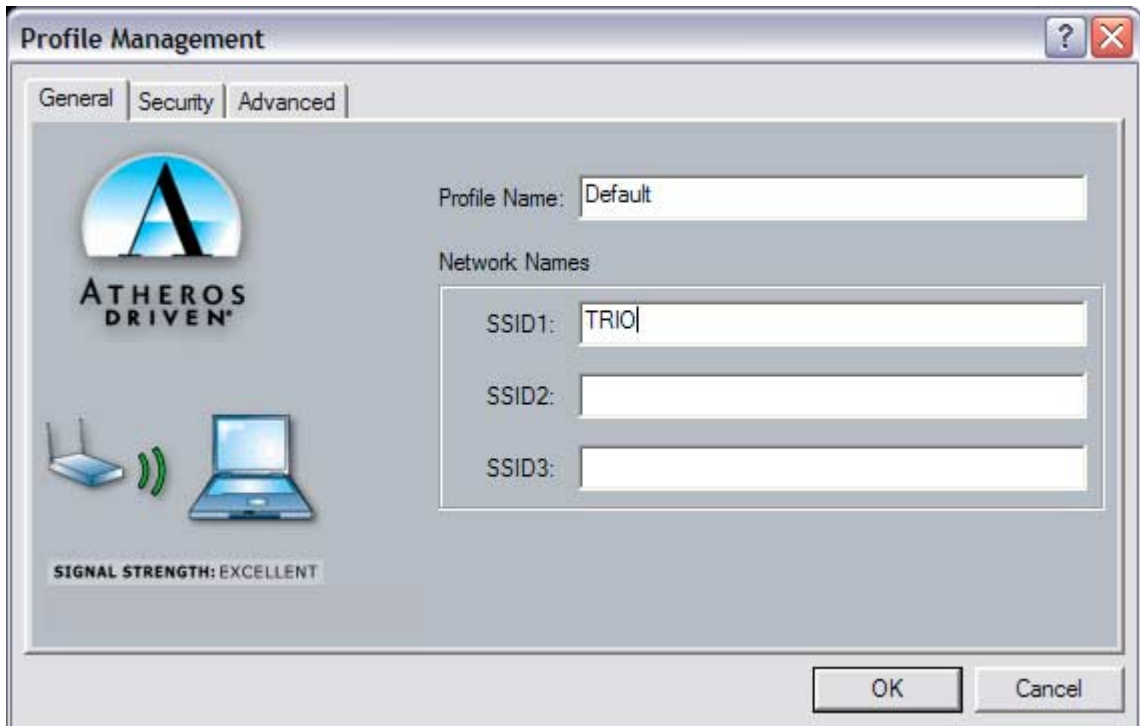 Profile Management
?
General Security Advanced
ATHEROS
DRIVEN®
Profile Name: Default
Network Names
SSID1: TRIO
SSID2:
SSID3:
SIGNAL STRENGTH: EXCELLENT
OK Cancel